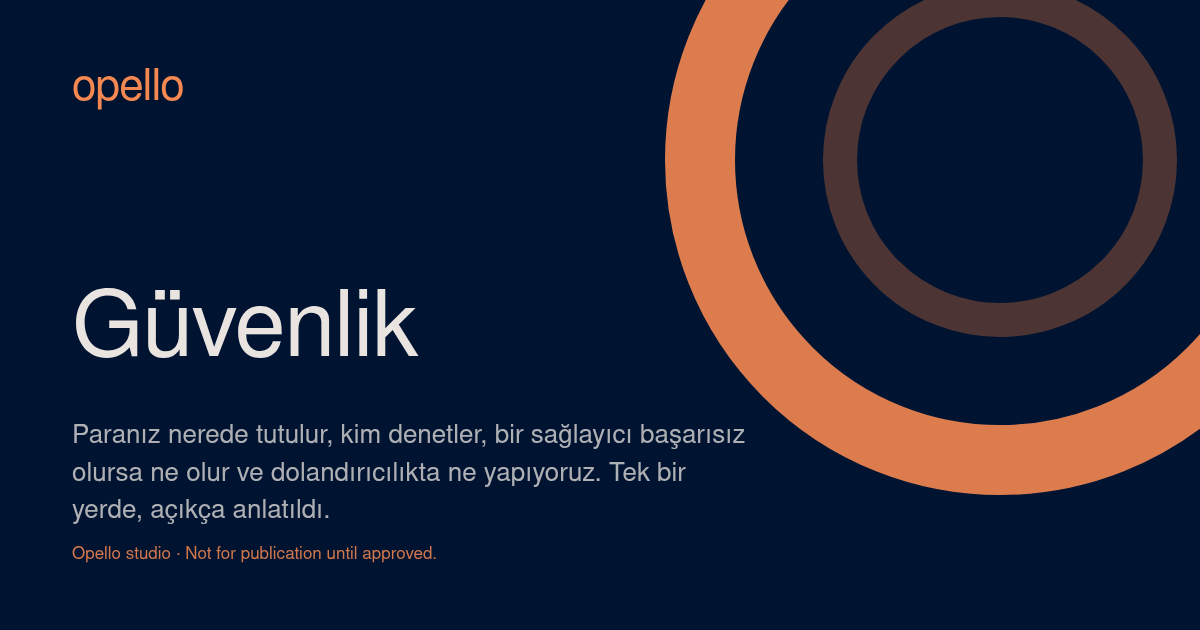 opello
Güvenlik
Paranız nerede tutulur, kim denetler, bir sağlayıcı başarısız
olursa ne olur ve dolandırıcılıkta ne yapıyoruz. Tek bir
yerde, açıkça anlatıldı.
Opello studio · Not for publication until approved.